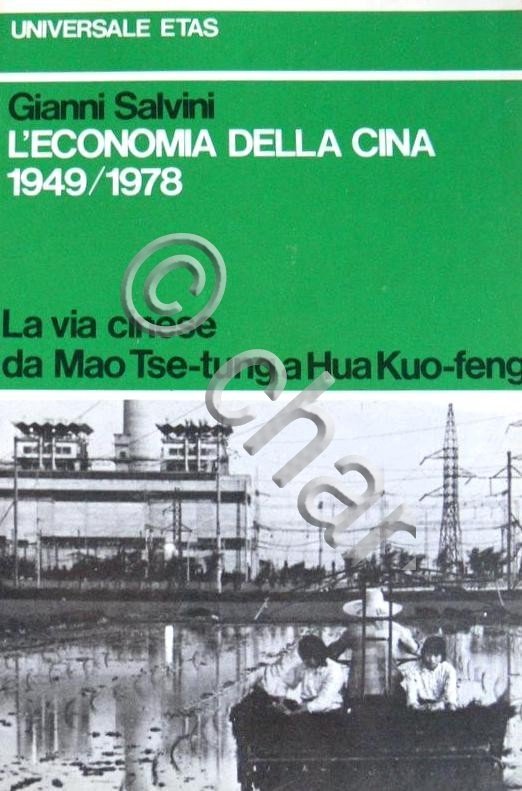 UNIVERSALE ETAS
Gianni Salvini
L'ECONOMIA DELLA CINA
1949/1978
La via cinese
da Mao Tse-tung a Hua Kuo-feng
© char.